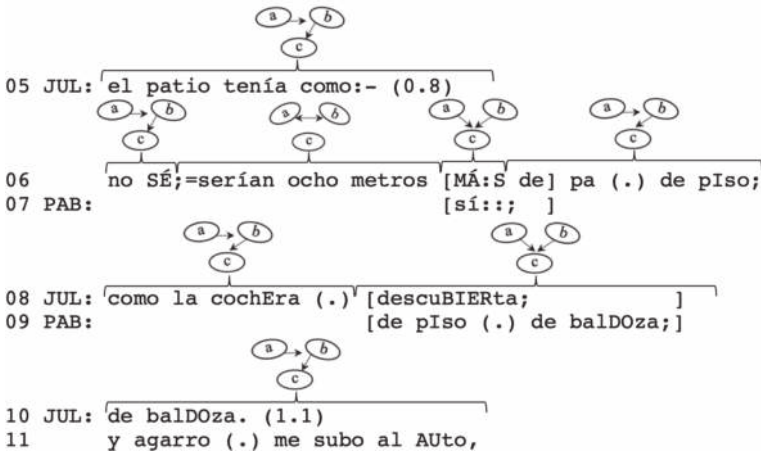 a b
c
05 JUL: el patio tenía como:- (0.8)
a b a b a b a b
c c c c
06 no SÉ;=serían ocho metros [MÁ:S de] pa (.) de pIso;
07 PAB: [sí::; ]
a b a b
c c
08 JUL: como la cochEra (.) [descuBIERta; ]
09 PAB: [de pIso (.) de balDOza;]
a b
c
10 JUL: de balDOza. (1.1)
11 y agarro (.) me subo al AUto,